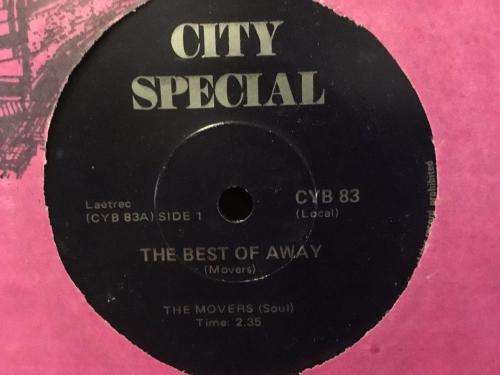 CITY
SPECIAL
Laetrec
(CYB 83A) SIDE 1
CYB 83
(Local)
THE BEST OF AWAY
(Movers)
THE MOVERS (Soul)
Time: 2.35
prohibited